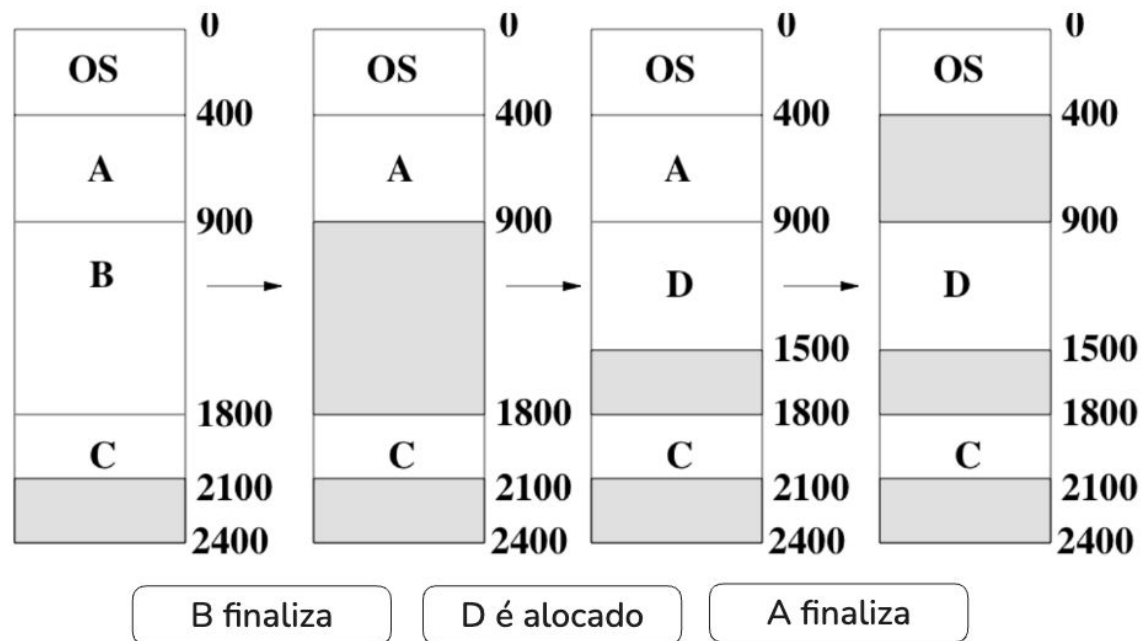 0 0 0 0
OS OS OS OS
400 400 400 400
A A A
900 900 900 900
B D D
1500 1500
1800 1800 1800 1800
C C C C
2100 2100 2100 2100
2400 2400 2400 2400
B finaliza D é alocado A finaliza